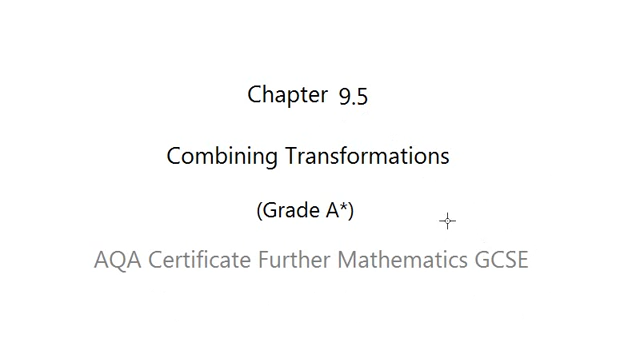 Chapter 9.5
Combining Transformations
(Grade A*)
AQA Certificate Further Mathematics GCSE